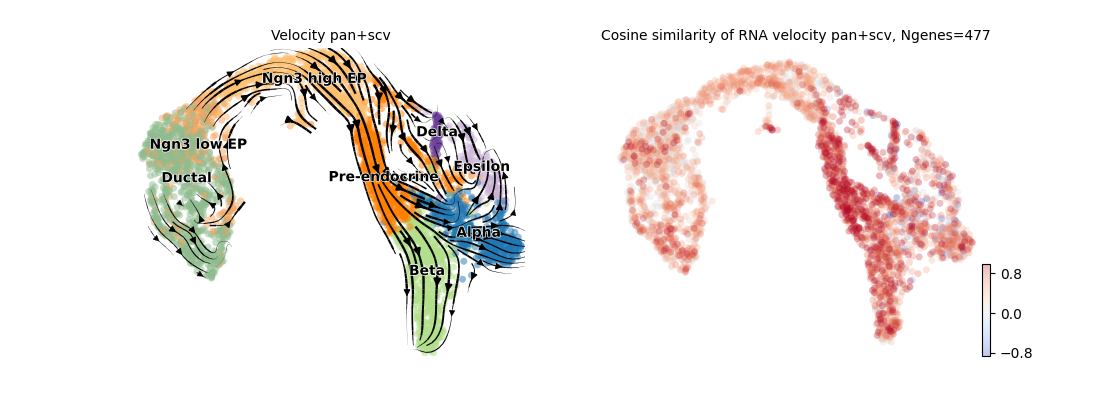 Velocity pan+scv
Ngn3 high EP
Delta
Ngn3 low EP
Epsilon
Ductal
Pre-endocrine
Alpha
Beta
Cosine similarity of RNA velocity pan+scv, Ngenes=477
0.8
0.0
−0.8